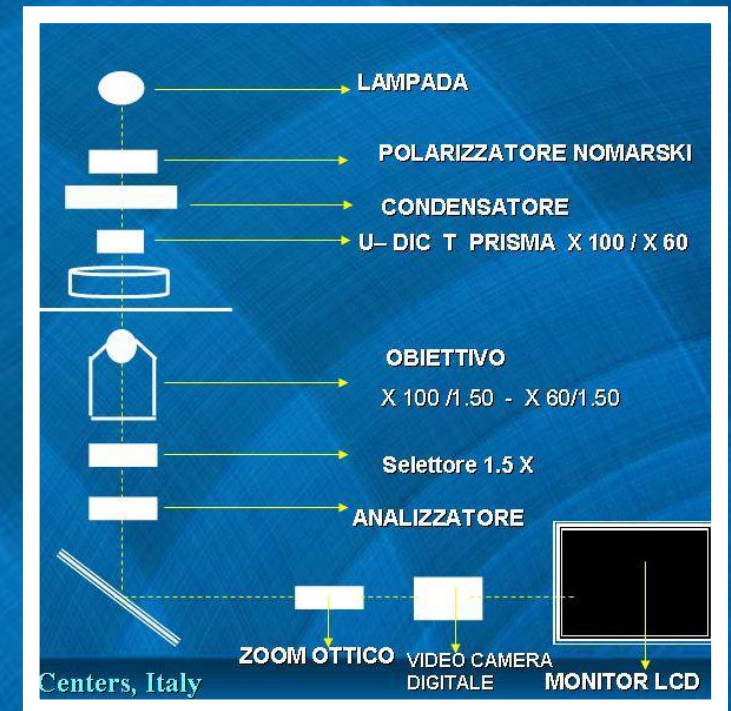 LAMPADA
POLARIZZATORE NOMARSKI
CONDENSATORE
U– DIC T PRISMA X 100 / X 60
OBIETTIVO
X 100 /1.50 - X 60/1.50
Selettore 1.5 X
ANALIZZATORE
ZOOM OTTICO
VIDEO CAMERA
DIGITALE
MONITOR LCD
Centers, Italy